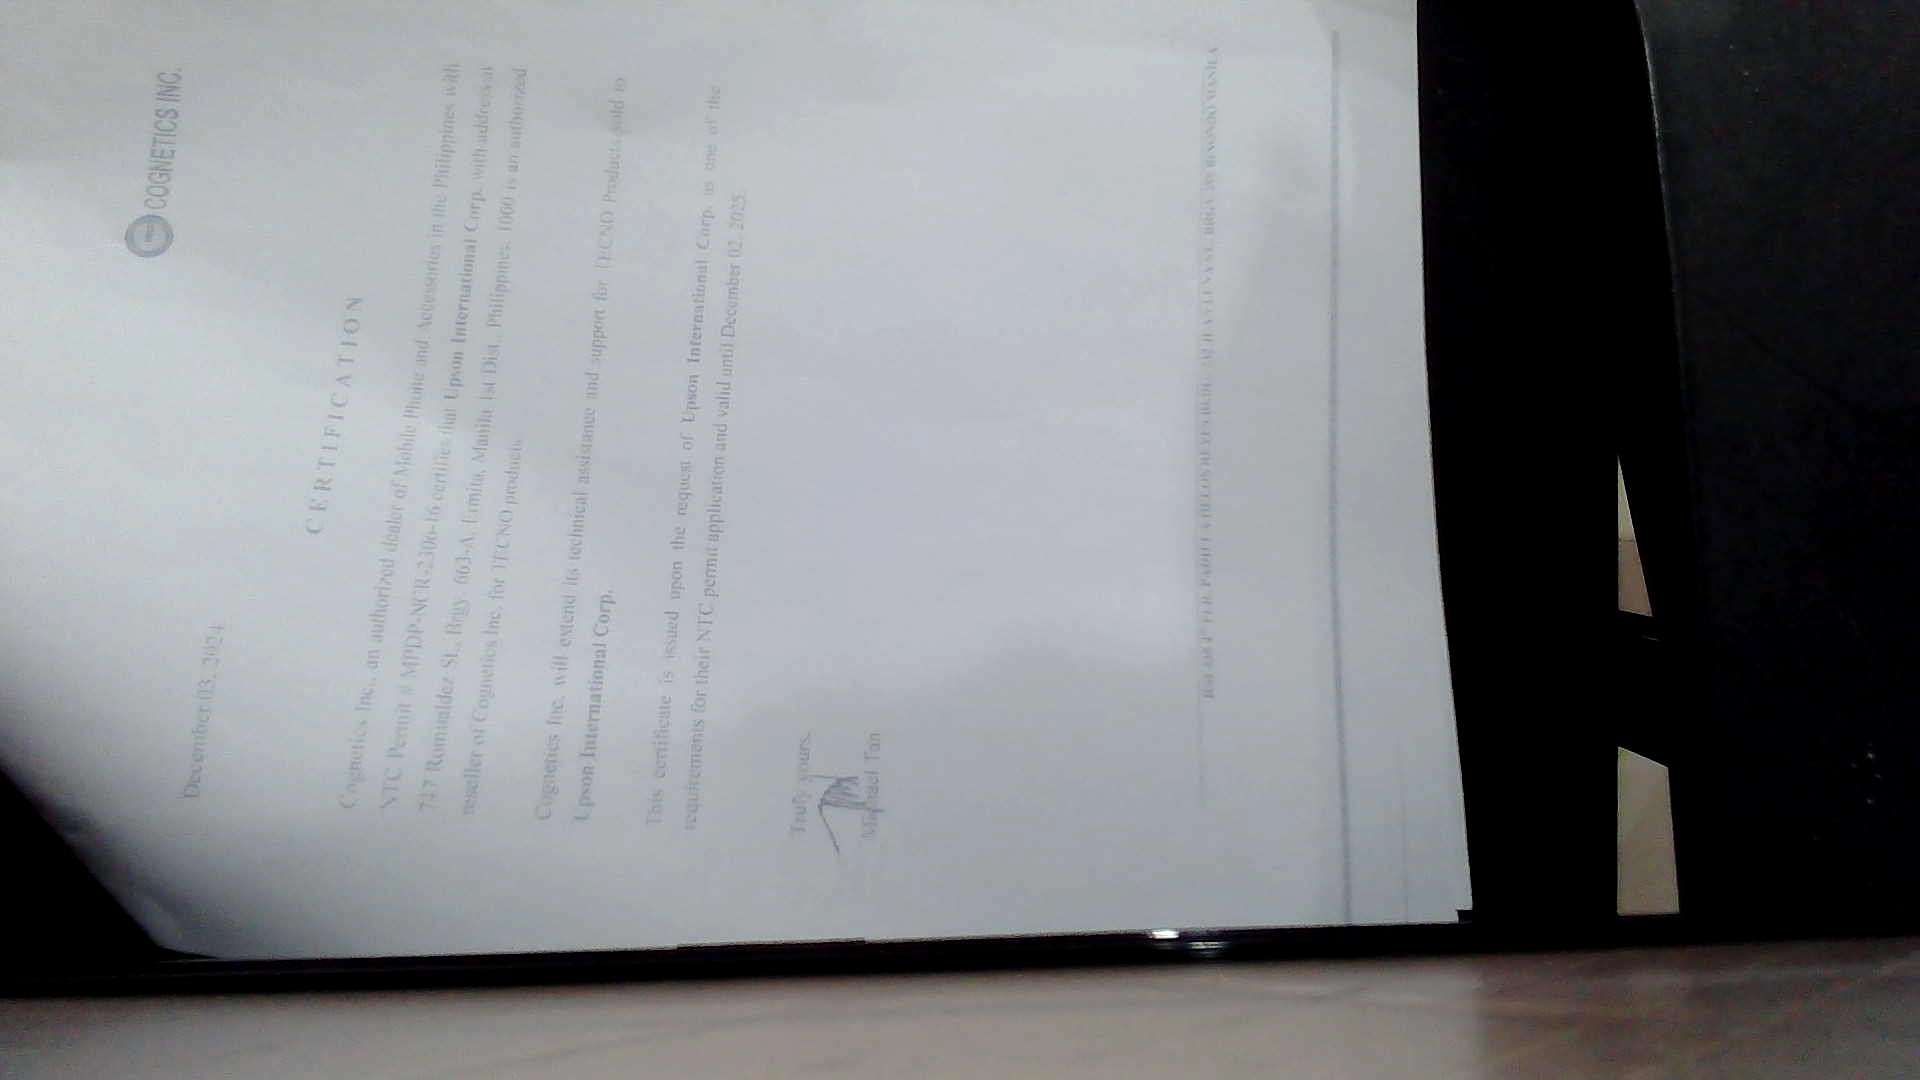 COGNETICS INC.
December 03, 2024
CERTIFICATION
Cognetics Inc., an authorized dealer of Mobile Phone and Accessories in the Philippines with
NTC Permit # MPDP-NCR-2306-16 certifies that Upson International Corp. with address at
747 Romualdez St., Brgy. 663-A, Ermita, Manila 1st Dist., Philippines, 1000 is an authorized
reseller of Cognetics Inc. for TECNO products.
Cognetics Inc. will extend its technical assistance and support for TECNO Products sold to
Upson International Corp.
This certificate is issued upon the request of Upson International Corp. as one of the
requirements for their NTC permit application and valid until December 02, 2025.
Truly yours,
Michael Tan
BINONDO MANILA